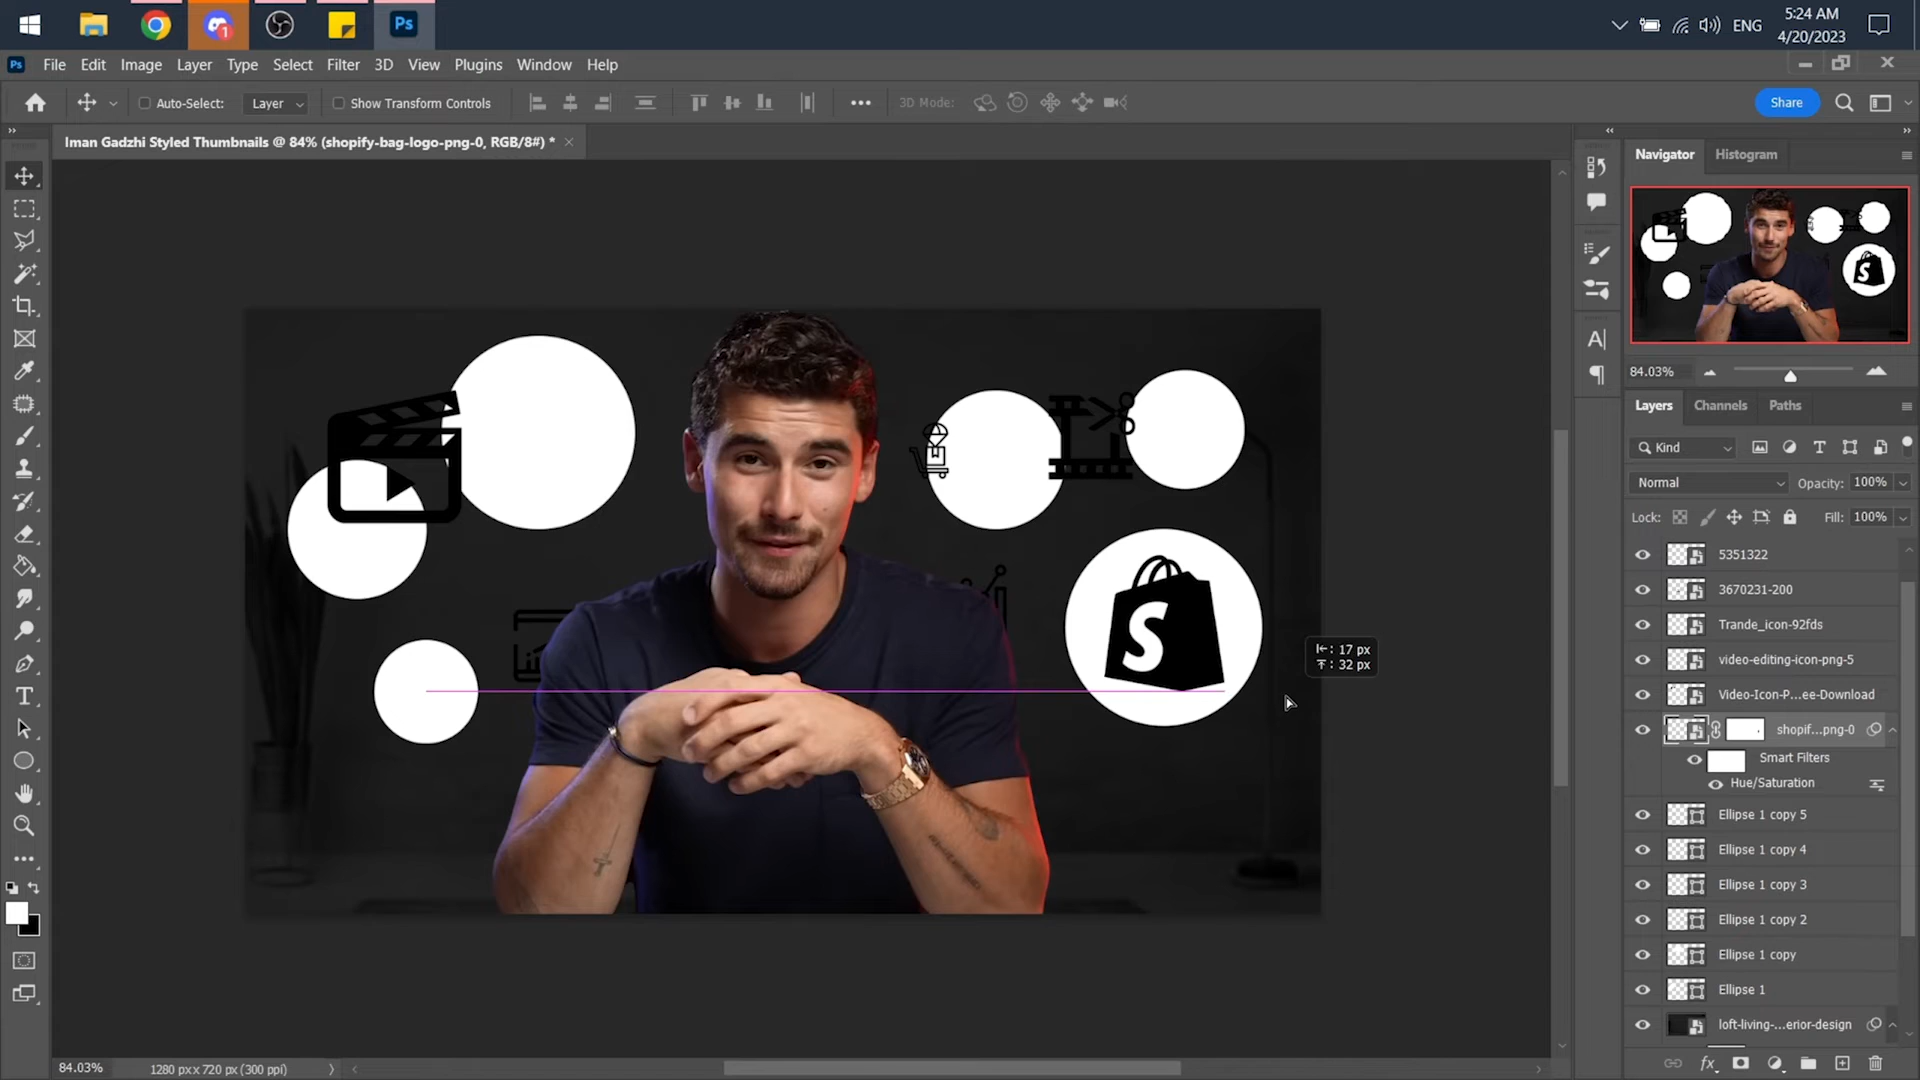 Ps
ENG
5:24 AM
4/20/2023
Ps
File Edit Image Layer Type Select Filter 3D View Plugins Window Help
Auto-Select: Layer
Show Transform Controls
3D Mode:
Share
Iman Gadzhi Styled Thumbnails @ 84% (shopify-bag-logo-png-0, RGB/8#) *
Navigator Histogram
84.03%
Layers Channels Paths
Kind
Normal
Opacity: 100%
Lock:
Fill: 100%
5351322
3670231-200
Trande_icon-92fds
video-editing-icon-png-5
Video-Icon-P...ee-Download
shopif...png-0
Smart Filters
Hue/Saturation
Ellipse 1 copy 5
Ellipse 1 copy 4
Ellipse 1 copy 3
Ellipse 1 copy 2
Ellipse 1 copy
Ellipse 1
loft-living-...erior-design
S
17 px
32 px
84.03%
1280 px x 720 px (300 ppi)